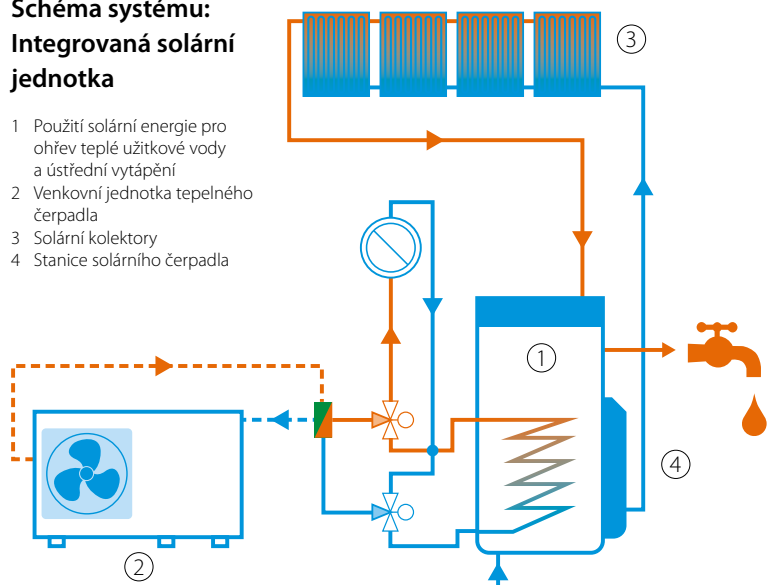 Schéma systému:
Integrovaná solární
jednotka
1 Použití solární energie pro
ohřev teplé užitkové vody
a ústřední vytápění
2 Venkovní jednotka tepelného
čerpadla
3 Solární kolektory
4 Stanice solárního čerpadla
3
1
4
2